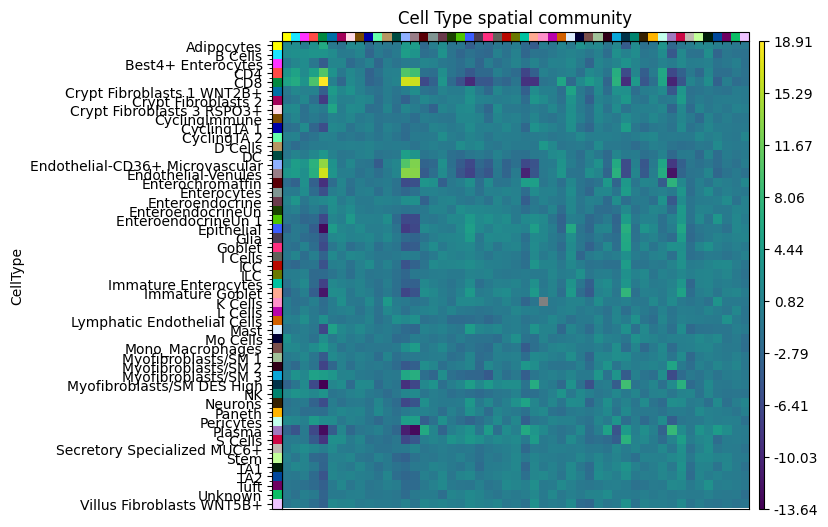 Cell Type spatial community
CellType
Adipocytes
B Cells
Best4+ Enterocytes
CD4
CD8
Crypt Fibroblasts 1 WNT2B+
Crypt Fibroblasts 2
Crypt Fibroblasts 3 RSPO3+
CyclingImmune
CyclingTA 1
CyclingTA 2
D Cells
DC
Endothelial-CD36+ Microvascular
Endothelial-Venules
Enterochromaffin
Enterocytes
Enteroendocrine
EnteroendocrineUn
EnteroendocrineUn 1
Epithelial
Glia
Goblet
I Cells
ICC
ILC
Immature Enterocytes
Immature Goblet
K Cells
L Cells
Lymphatic Endothelial Cells
Mast
Mo Cells
Mono_Macrophages
Myofibroblasts/SM 1
Myofibroblasts/SM 2
Myofibroblasts/SM 3
Myofibroblasts/SM DES High
NK
Neurons
Paneth
Pericytes
Plasma
S Cells
Secretory Specialized MUC6+
Stem
TA1
TA2
Tuft
Unknown
Villus Fibroblasts WNT5B+
18.91
15.29
11.67
8.06
4.44
0.82
-2.79
-6.41
-10.03
-13.64